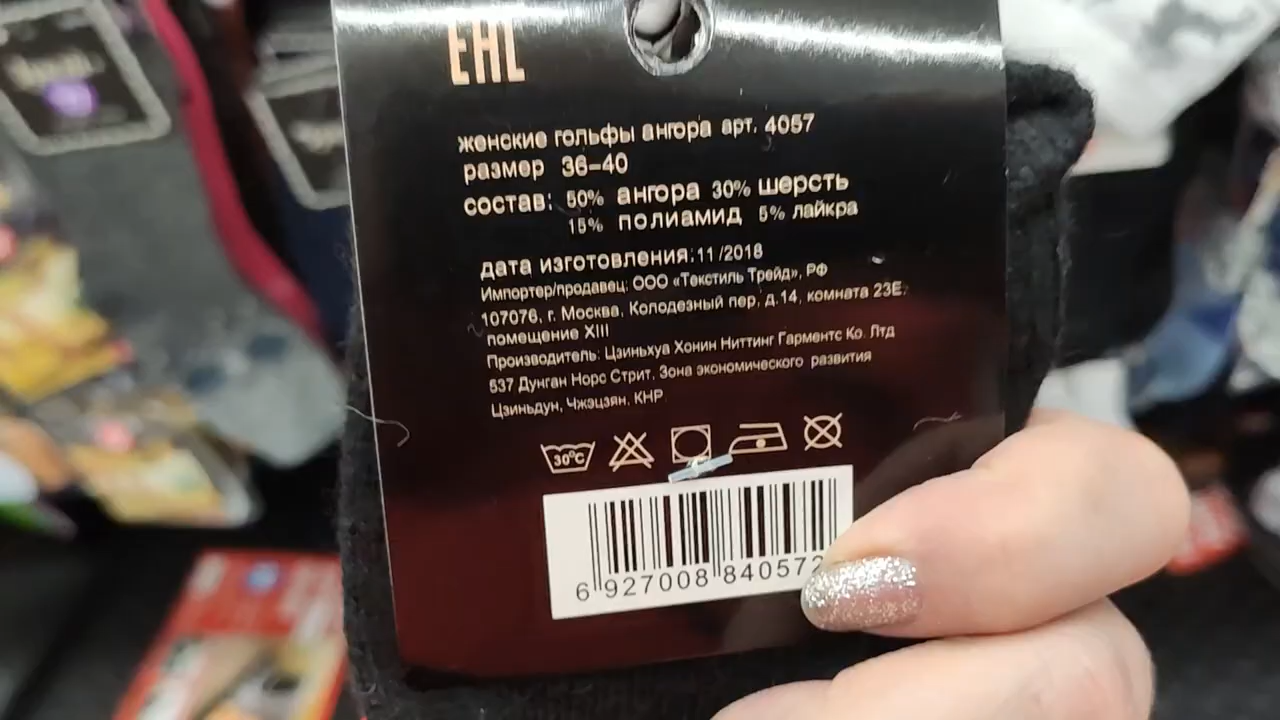 EAC
женские гольфы ангора арт. 4057
размер 36-40
состав: 50% ангора 30% шерсть
15% полиамид 5% лайкра
дата изготовления:11/2018
Импортер/продавец: ООО «Текстиль Трейд», РФ
107076, г. Москва, Колодезный пер, д.14, комната 23Е,
помещение XIII
Производитель: Цзиньхуа Хонин Ниттинг Гарментс Ко. Лтд
537 Дунган Норс Стрит, Зона экономического развития
Цзиньдун, Чжэцзян, КНР
30°C
6 927008 840572